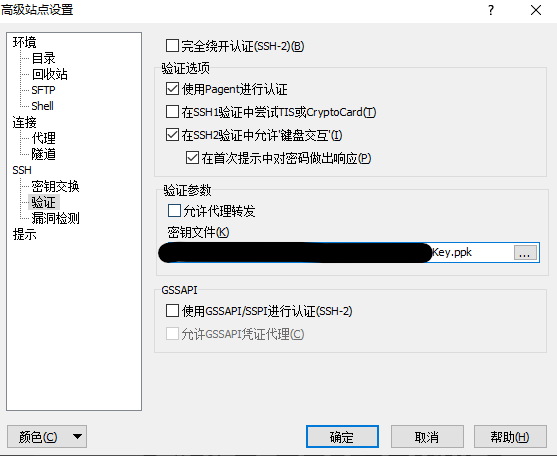 高级站点设置
环境
目录
回收站
SFTP
Shell
连接
代理
隧道
SSH
密钥交换
验证
漏洞检测
提示
完全绕开认证(SSH-2)(B)
验证选项
使用Pagent进行认证
在SSH1验证中尝试TIS或CryptoCard(T)
在SSH2验证中允许'键盘交互'(I)
在首次提示中对密码做出响应(P)
验证参数
允许代理转发
密钥文件(K)
Key.ppk
...
GSSAPI
使用GSSAPI/SSPI进行认证(SSH-2)
允许GSSAPI凭证代理(C)
颜色(C)
确定
取消
帮助(H)